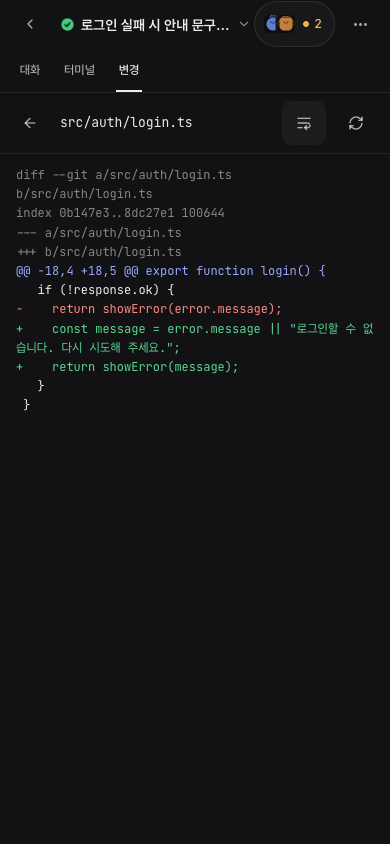 로그인 실패 시 안내 문구...
2
대화 터미널 변경
src/auth/login.ts
diff --git a/src/auth/login.ts
b/src/auth/login.ts
index 0b147e3..8dc27e1 100644
--- a/src/auth/login.ts
+++ b/src/auth/login.ts
@@ -18,4 +18,5 @@ export function login() {
   if (!response.ok) {
-    return showError(error.message);
+    const message = error.message || "로그인할 수 없
습니다. 다시 시도해 주세요.";
+    return showError(message);
   }
 }